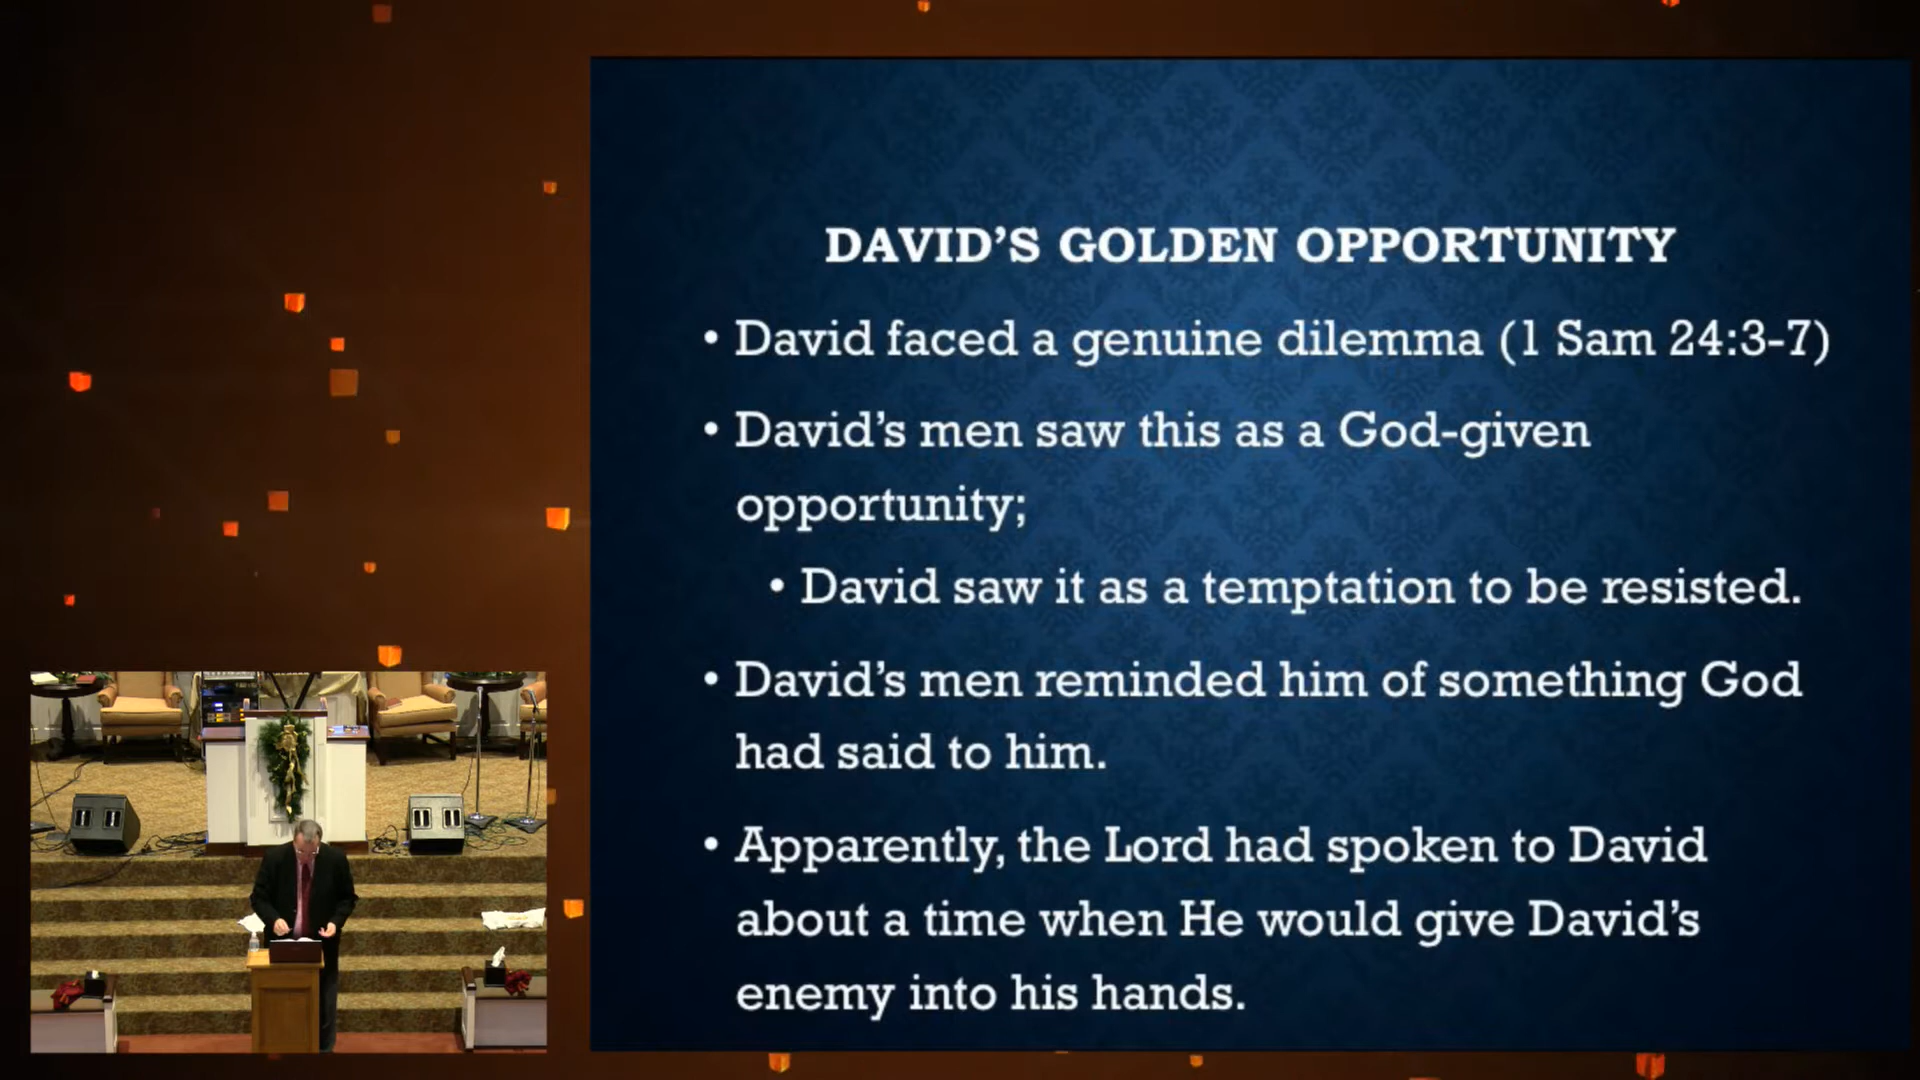 DAVID’S GOLDEN OPPORTUNITY
• David faced a genuine dilemma (1 Sam 24:3-7)
• David’s men saw this as a God-given
opportunity;
• David saw it as a temptation to be resisted.
• David’s men reminded him of something God
had said to him.
• Apparently, the Lord had spoken to David
about a time when He would give David’s
enemy into his hands.